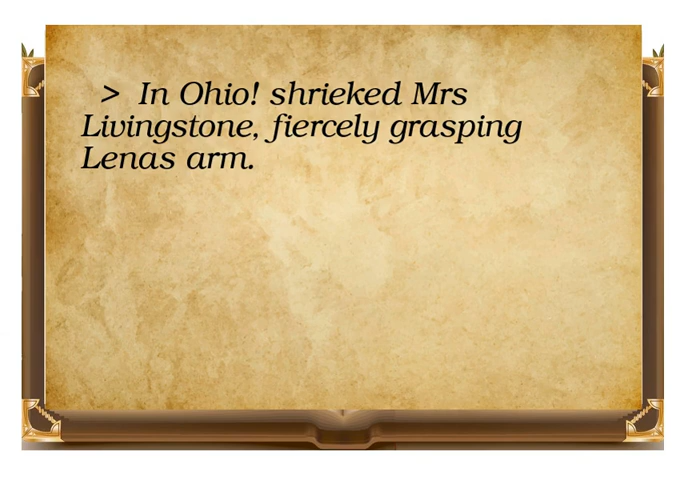 > In Ohio! shrieked Mrs
Livingstone, fiercely grasping
Lenas arm.